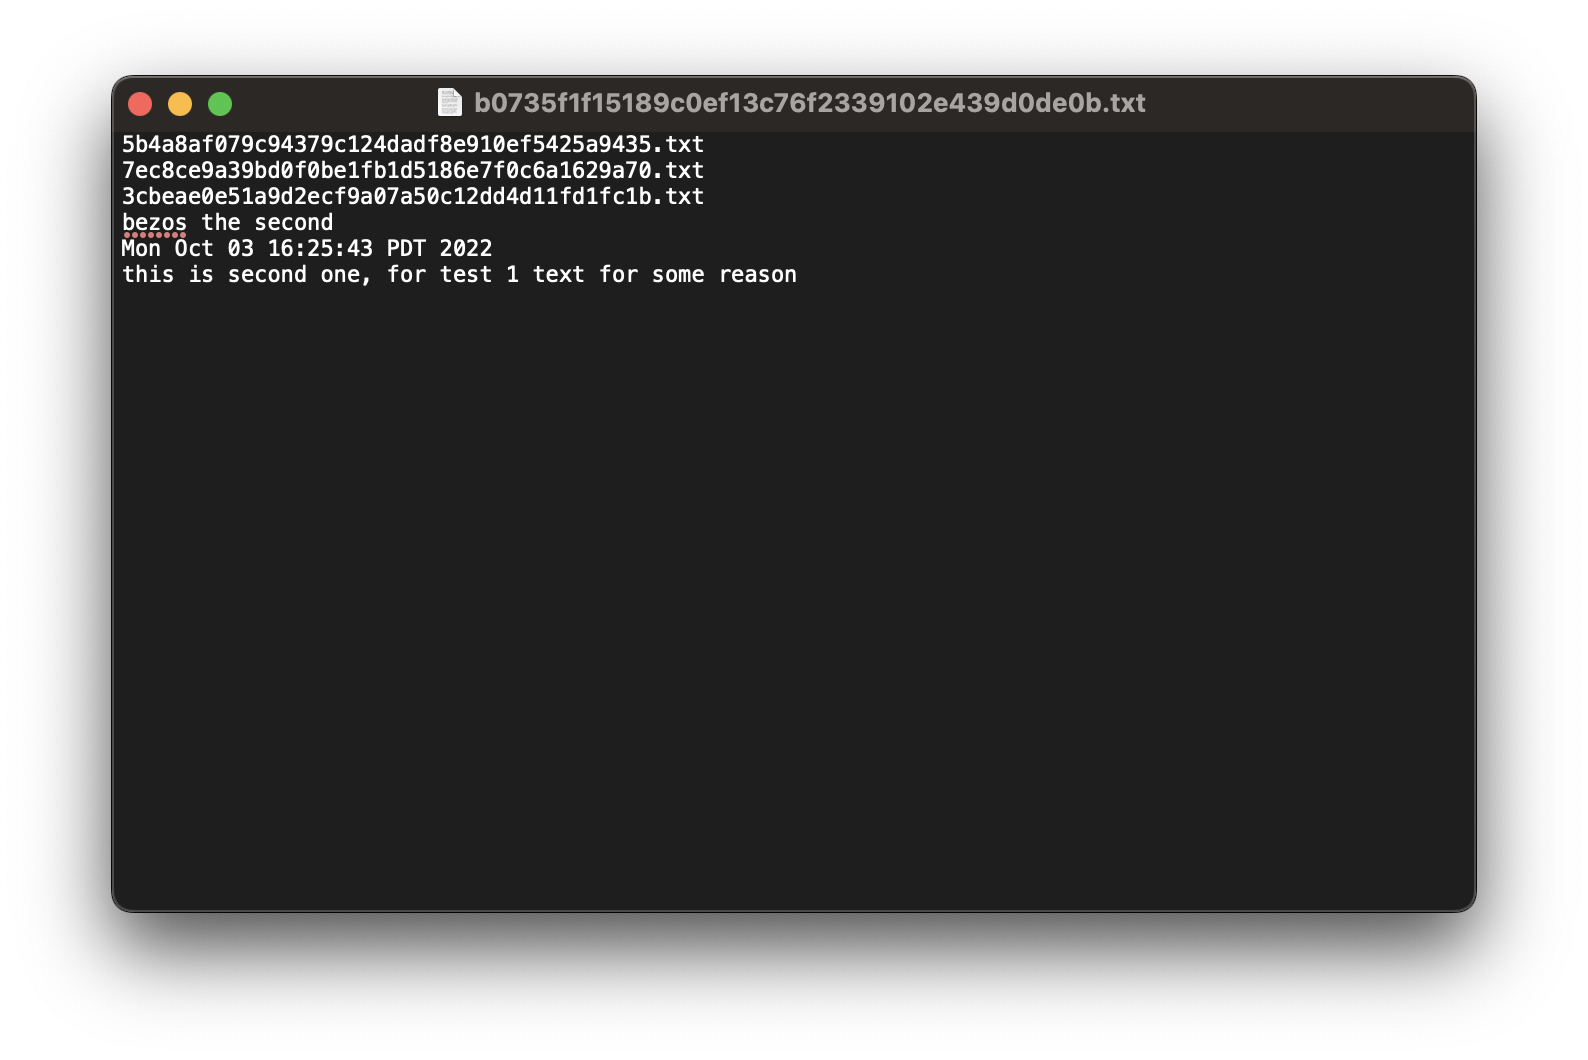 b0735f1f15189c0ef13c76f2339102e439d0de0b.txt
5b4a8af079c94379c124dadf8e910ef5425a9435.txt
7ec8ce9a39bd0f0be1fb1d5186e7f0c6a1629a70.txt
3cbeae0e51a9d2ecf9a07a50c12dd4d11fd1fc1b.txt
bezos the second
Mon Oct 03 16:25:43 PDT 2022
this is second one, for test 1 text for some reason